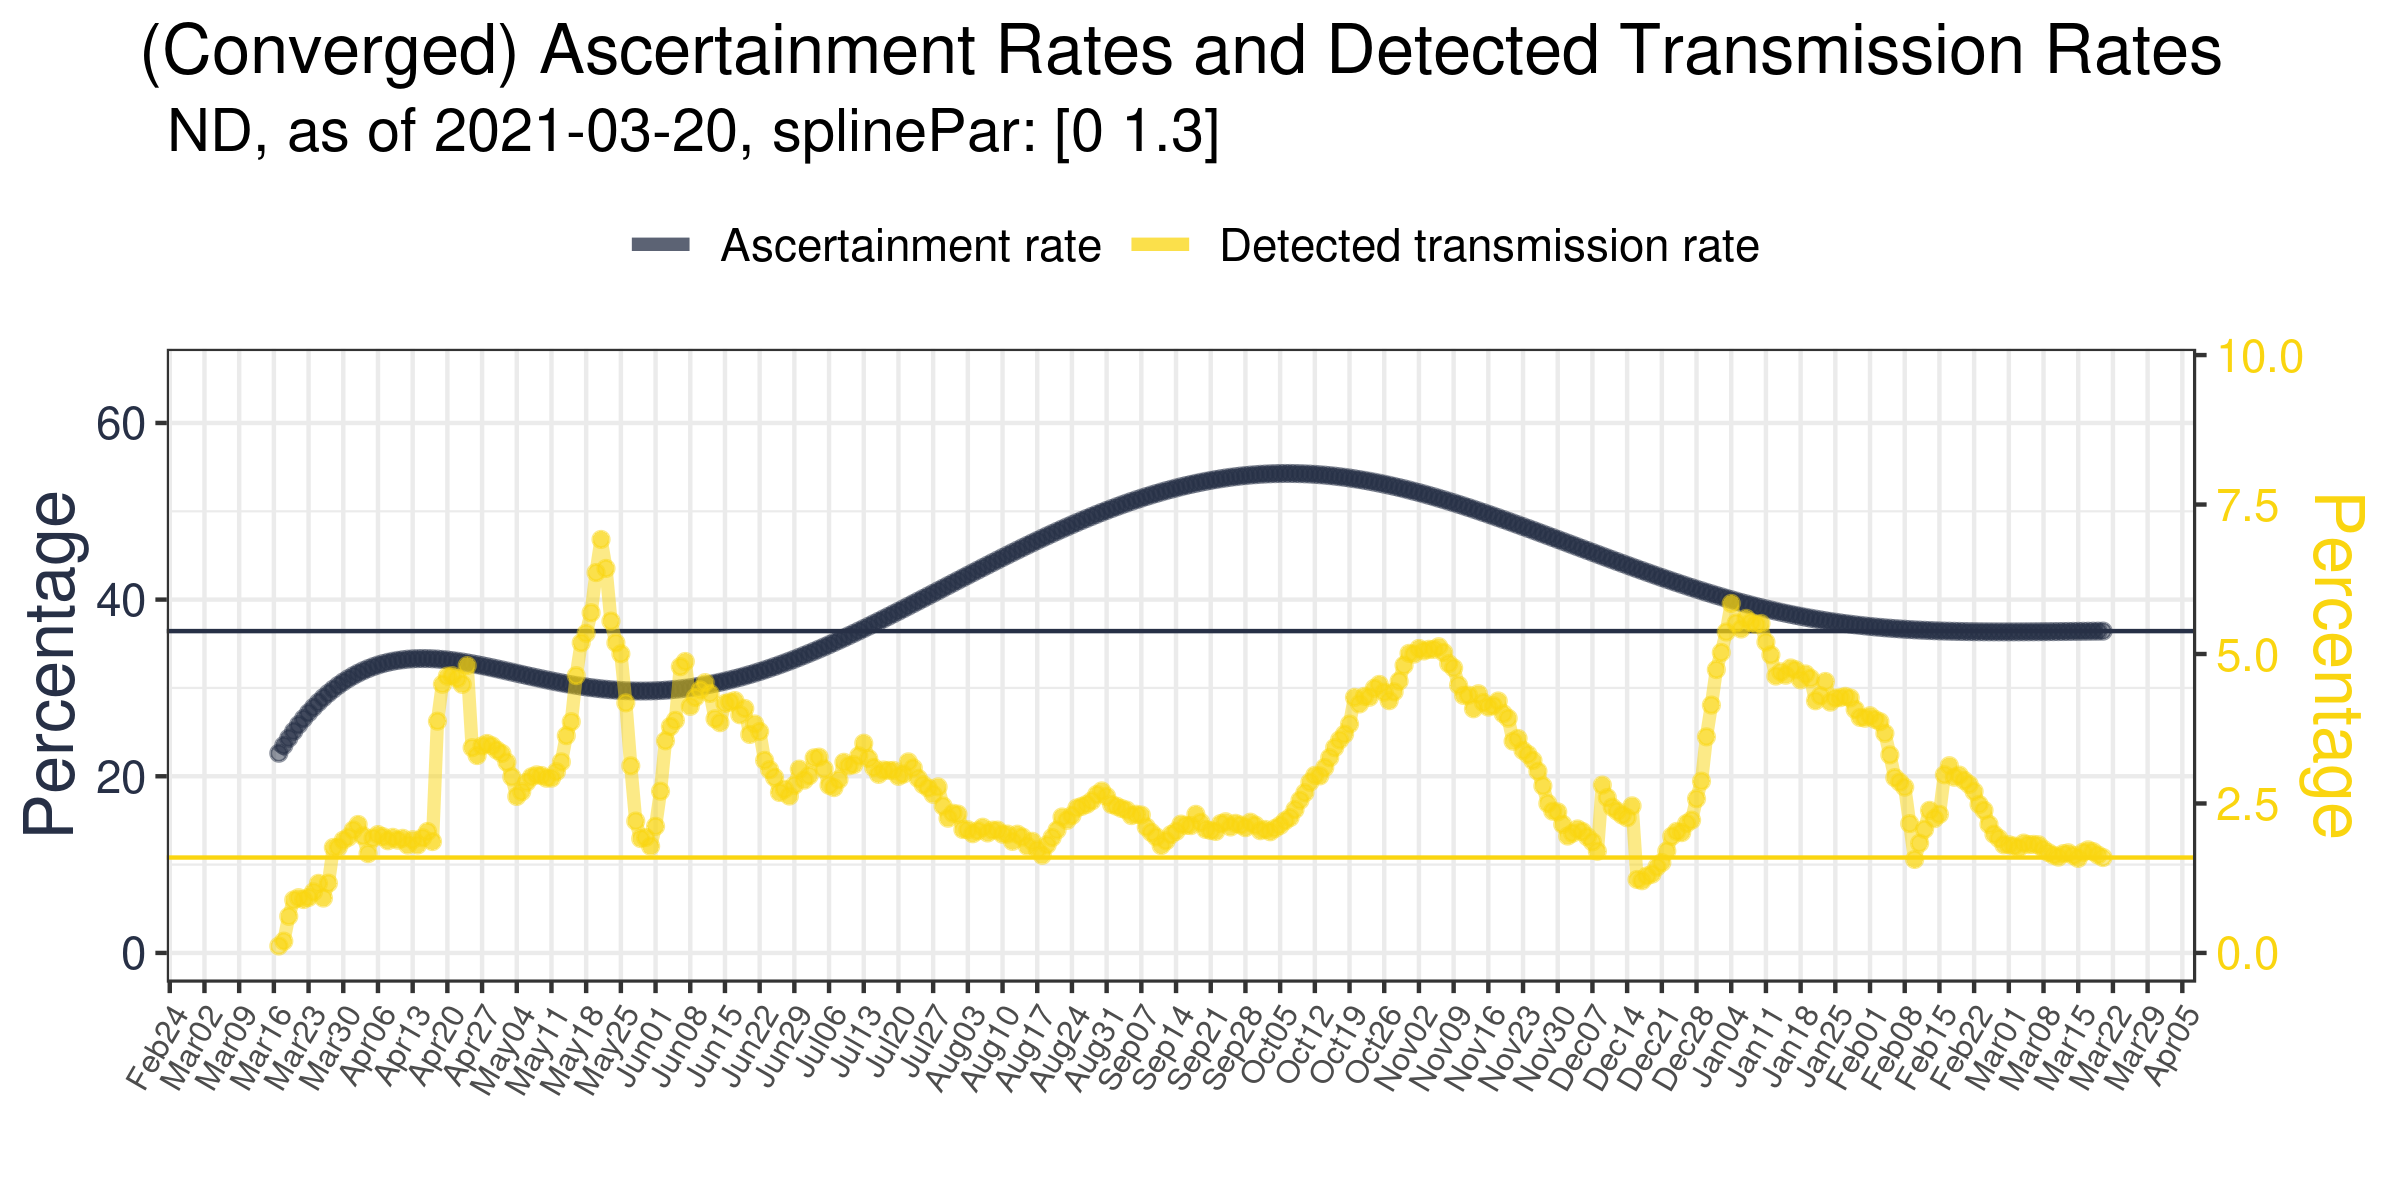 (Converged) Ascertainment Rates and Detected Transmission Rates
ND, as of 2021-03-20, splinePar: [0 1.3]
Ascertainment rate
Detected transmission rate
Percentage
60
40
20
0
10.0
7.5
5.0
2.5
0.0
Percentage
Feb24
Mar02
Mar09
Mar16
Mar23
Mar30
Apr06
Apr13
Apr20
Apr27
May04
May11
May18
May25
Jun01
Jun08
Jun15
Jun22
Jun29
Jul06
Jul13
Jul20
Jul27
Aug03
Aug10
Aug17
Aug24
Aug31
Sep07
Sep14
Sep21
Sep28
Oct05
Oct12
Oct19
Oct26
Nov02
Nov09
Nov16
Nov23
Nov30
Dec07
Dec14
Dec21
Dec28
Jan04
Jan11
Jan18
Jan25
Feb01
Feb08
Feb15
Feb22
Mar01
Mar08
Mar15
Mar22
Mar29
Apr05